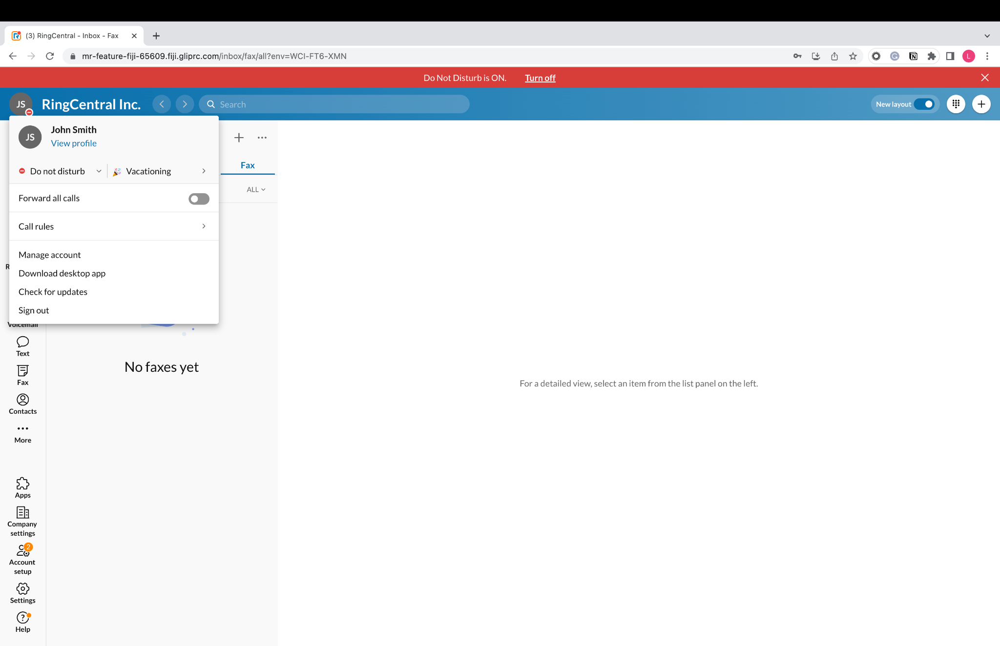 (3) RingCentral - Inbox - Fax
mr-feature-fiji-65609.fiji.gliprc.com/inbox/fax/all?env=WCI-FT6-XMN
L
Do Not Disturb is ON. Turn off
JS
RingCentral Inc.
Search
New layout
JS
John Smith
View profile
Do not disturb
Vacationing
Fax
ALL
Forward all calls
Call rules
Manage account
Download desktop app
Check for updates
Sign out
R
Voicemail
Text
Fax
Contacts
More
Apps
Company
settings
2
Account
setup
Settings
Help
No faxes yet
For a detailed view, select an item from the list panel on the left.